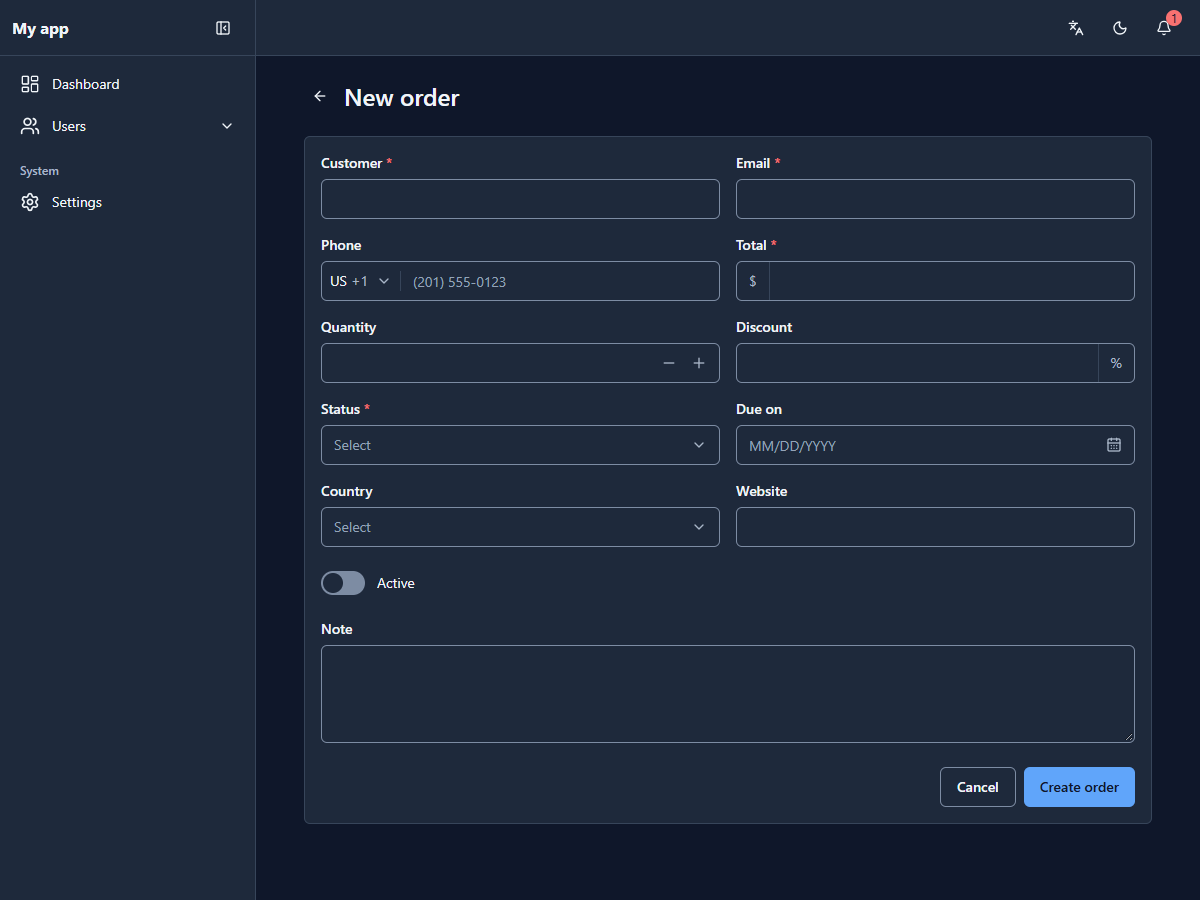 My app
1
Dashboard
Users
System
Settings
New order
Customer *
Email *
Phone
Total *
US +1
(201) 555-0123
$
Quantity
Discount
%
Status *
Due on
Select
MM/DD/YYYY
Country
Website
Select
Active
Note
Cancel
Create order